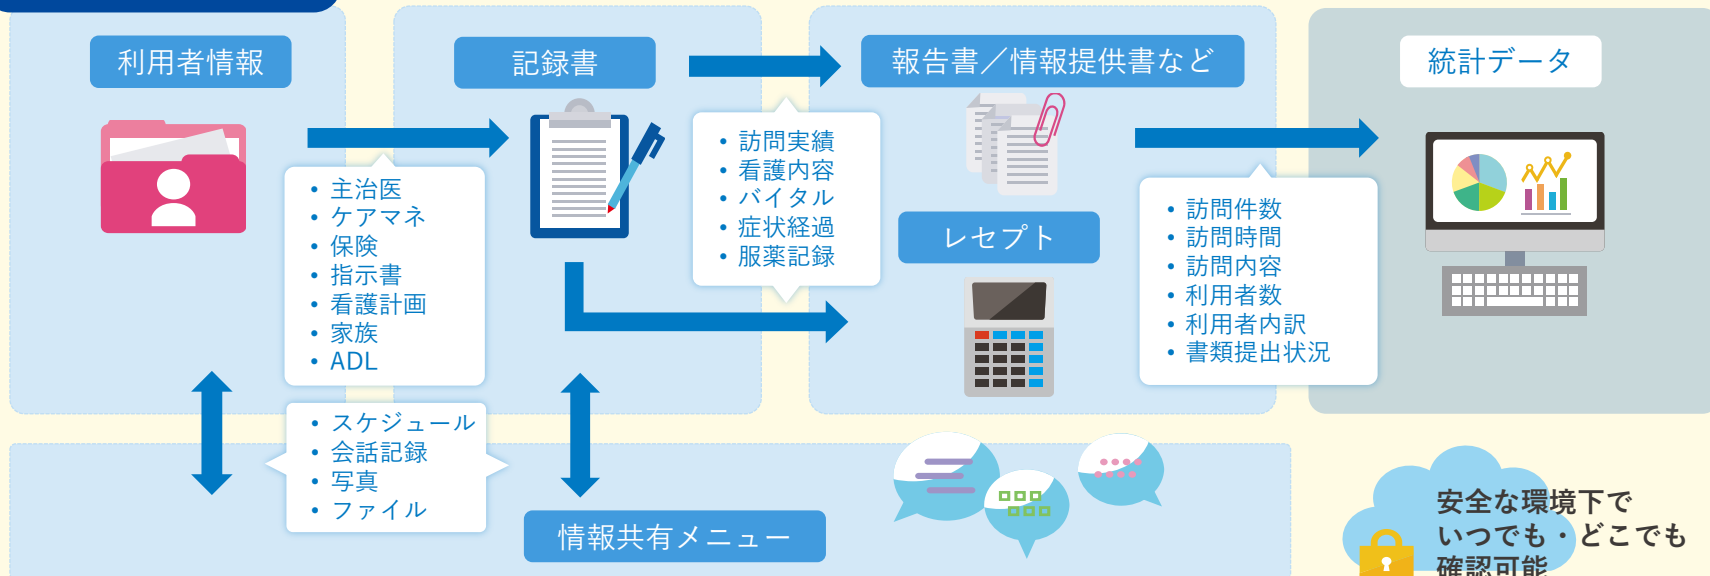 利用者情報
記録書
報告書／情報提供書など
統計データ
• 主治医
• ケアマネ
• 保険
• 指示書
• 看護計画
• 家族
• ADL
• 訪問実績
• 看護内容
• バイタル
• 症状経過
• 服薬記録
レセプト
• 訪問件数
• 訪問時間
• 訪問内容
• 利用者数
• 利用者内訳
• 書類提出状況
• スケジュール
• 会話記録
• 写真
• ファイル
情報共有メニュー
安全な環境下で
いつでも・どこでも
確認可能